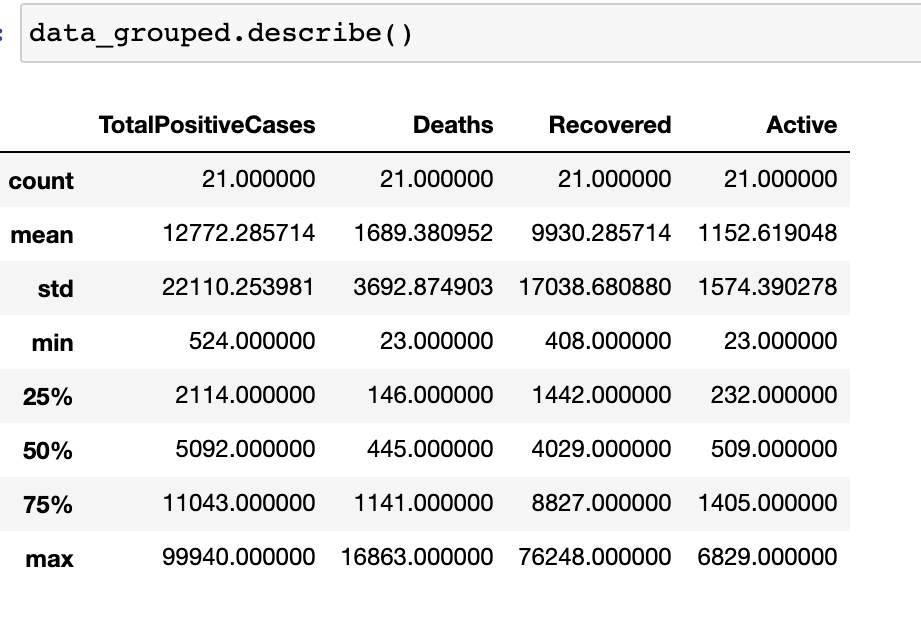 : data_grouped.describe()
TotalPositiveCases Deaths Recovered Active
count 21.000000 21.000000 21.000000 21.000000
mean 12772.285714 1689.380952 9930.285714 1152.619048
std 22110.253981 3692.874903 17038.680880 1574.390278
min 524.000000 23.000000 408.000000 23.000000
25% 2114.000000 146.000000 1442.000000 232.000000
50% 5092.000000 445.000000 4029.000000 509.000000
75% 11043.000000 1141.000000 8827.000000 1405.000000
max 99940.000000 16863.000000 76248.000000 6829.000000